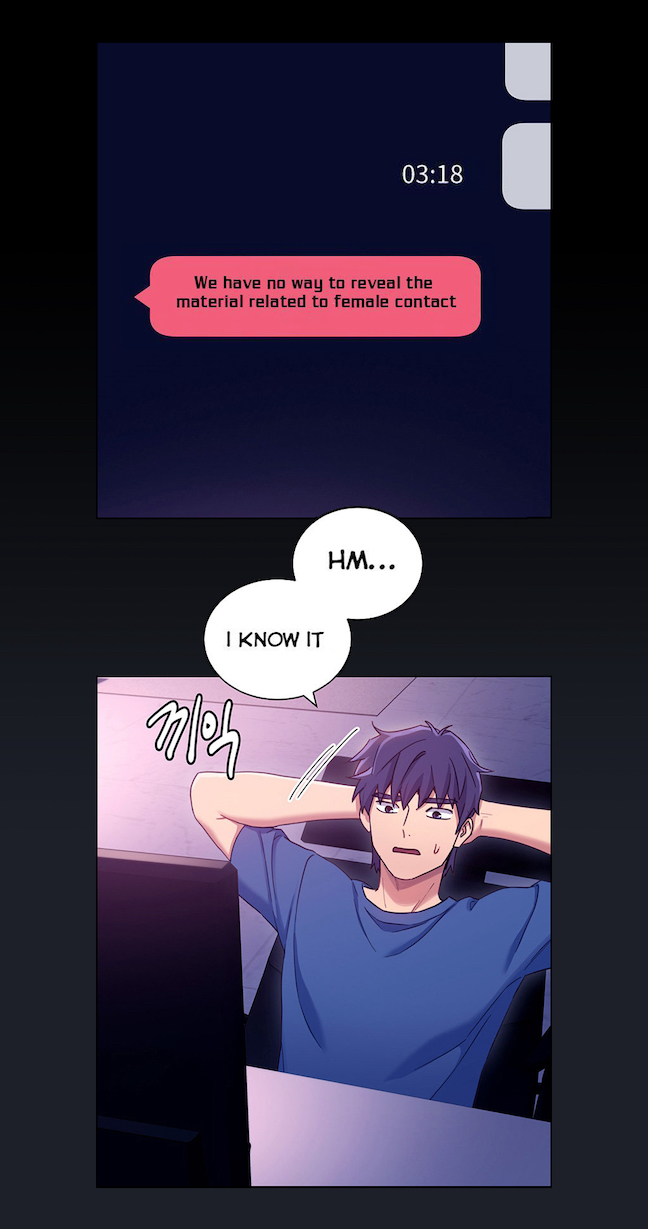 03:18
We have no way to reveal the
material related to female contact
HM...
I KNOW IT
끼익